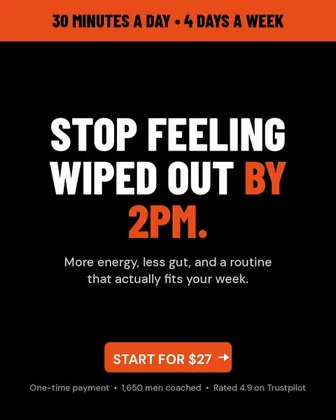 30 MINUTES A DAY • 4 DAYS A WEEK
STOP FEELING
WIPED OUT BY
2PM.
More energy, less gut, and a routine
that actually fits your week.
START FOR $27 →
One-time payment • 1,650 men coached • Rated 4.9 on Trustpilot